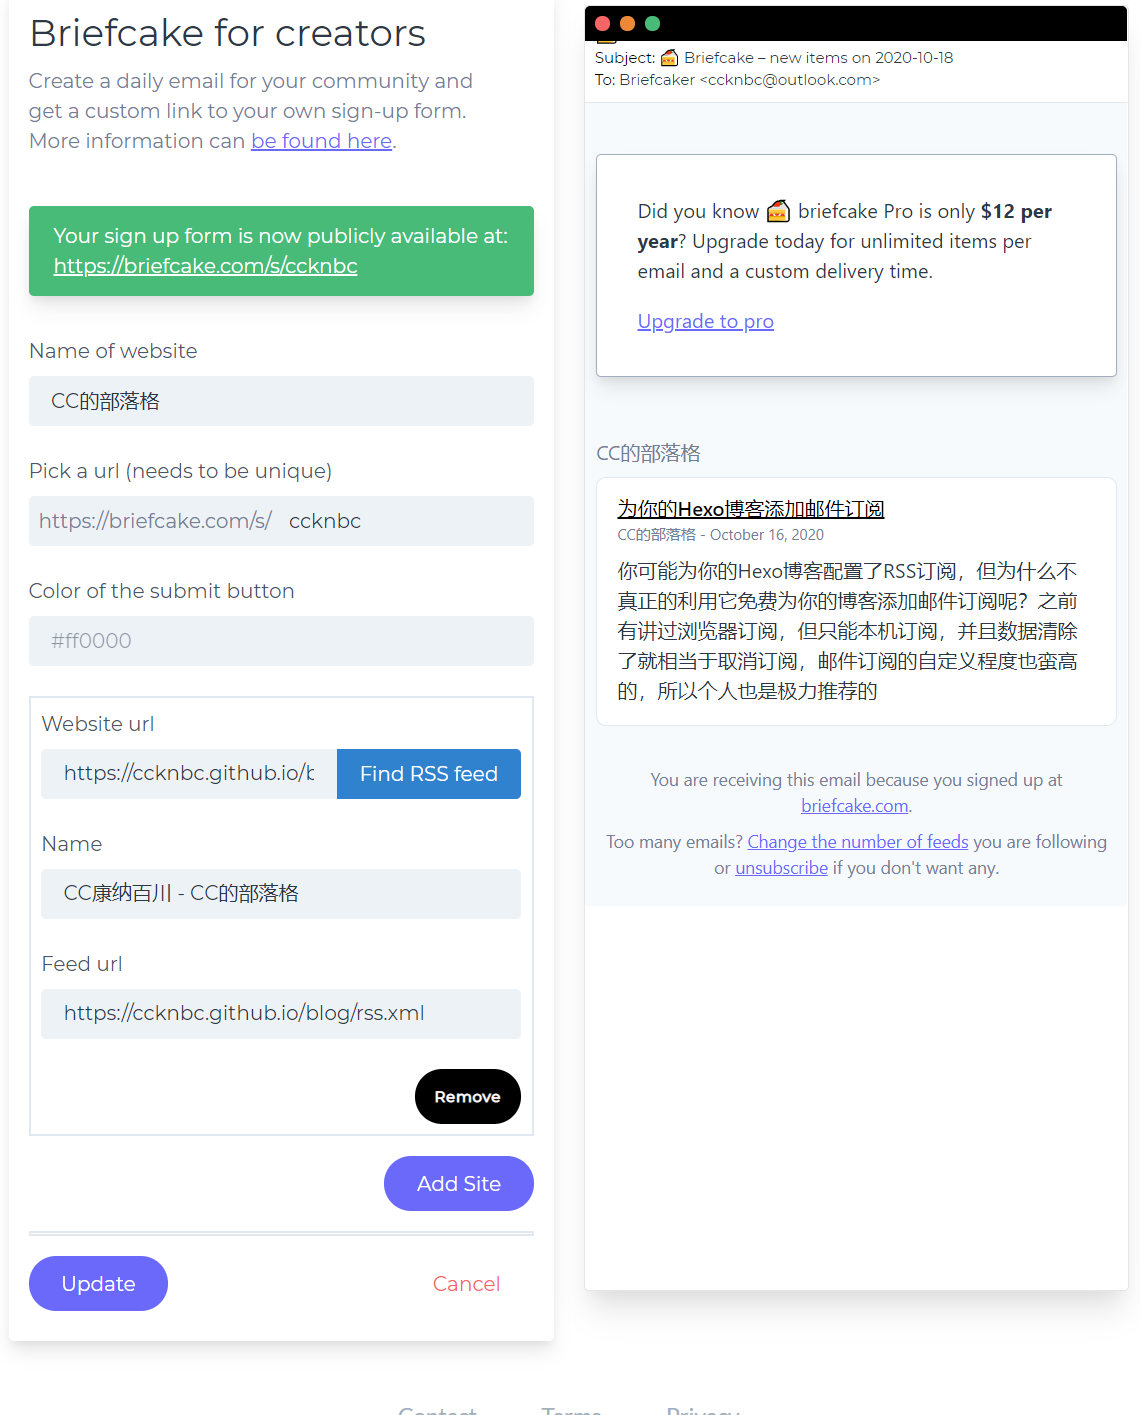 Briefcake for creators
Create a daily email for your community and
get a custom link to your own sign-up form.
More information can be found here.
Your sign up form is now publicly available at:
https://briefcake.com/s/ccknbc
Name of website
CC的部落格
Pick a url (needs to be unique)
https://briefcake.com/s/ ccknbc
Color of the submit button
#ff0000
Website url
https://ccknbc.github.io/b
Find RSS feed
Name
CC康纳百川 - CC的部落格
Feed url
https://ccknbc.github.io/blog/rss.xml
Remove
Add Site
Update
Cancel
Subject: 🍰 Briefcake – new items on 2020-10-18
To: Briefcaker <ccknbc@outlook.com>
Did you know 🍰 briefcake Pro is only $12 per
year? Upgrade today for unlimited items per
email and a custom delivery time.
Upgrade to pro
CC的部落格
为你的Hexo博客添加邮件订阅
CC的部落格 - October 16, 2020
你可能为你的Hexo博客配置了RSS订阅，但为什么不
真正的利用它免费为你的博客添加邮件订阅呢？之前
有讲过浏览器订阅，但只能本机订阅，并且数据清除
了就相当于取消订阅，邮件订阅的自定义程度也蛮高
的，所以个人也是极力推荐的
You are receiving this email because you signed up at
briefcake.com.
Too many emails? Change the number of feeds you are following
or unsubscribe if you don't want any.
Contact
Terms
Privacy